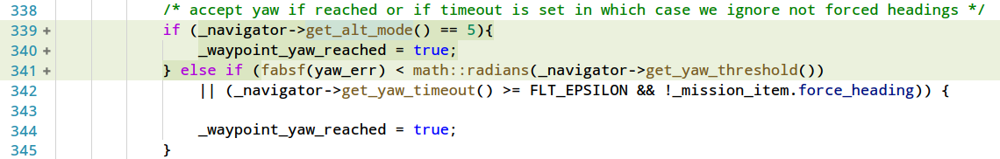 338 /* accept yaw if reached or if timeout is set in which case we ignore not forced headings */
339 + if (_navigator->get_alt_mode() == 5){
340 + _waypoint_yaw_reached = true;
341 + } else if (fabsf(yaw_err) < math::radians(_navigator->get_yaw_threshold())
342 || (_navigator->get_yaw_timeout() >= FLT_EPSILON && !_mission_item.force_heading)) {
343
344 _waypoint_yaw_reached = true;
345 }